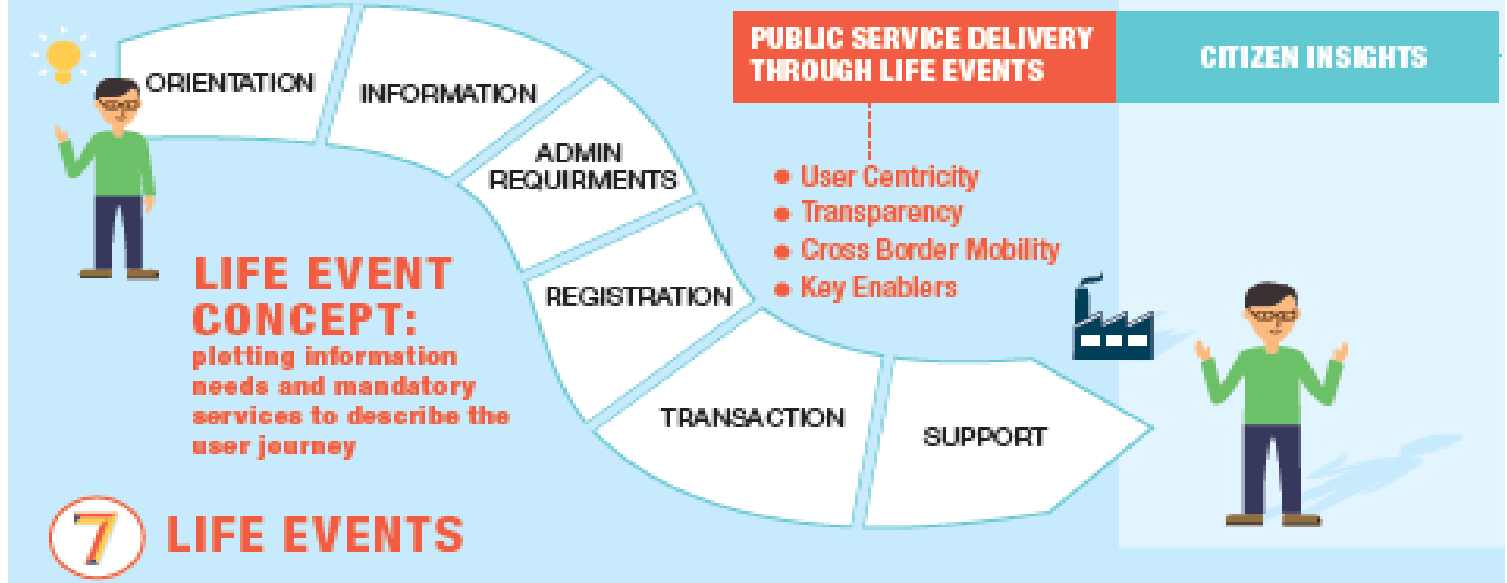 ORIENTATION
INFORMATION
ADMIN
REQUIRMENTS
REGISTRATION
TRANSACTION
SUPPORT
LIFE EVENT
CONCEPT:
plotting information
needs and mandatory
services to describe the
user journey
7 LIFE EVENTS
PUBLIC SERVICE DELIVERY
THROUGH LIFE EVENTS
• User Centricity
• Transparency
• Cross Border Mobility
• Key Enablers
CITIZEN INSIGHTS